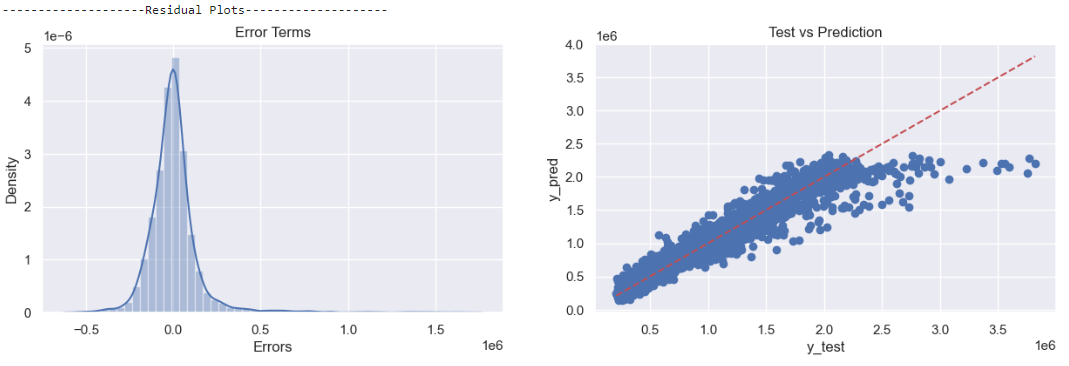 --------------------Residual Plots--------------------
Error Terms
1e−6
5
4
3
2
1
0
Density
−0.5
0.0
0.5
1.0
1.5
1e6
Errors
Test vs Prediction
1e6
4.0
3.5
3.0
2.5
2.0
1.5
1.0
0.5
0.0
y_pred
0.5
1.0
1.5
2.0
2.5
3.0
3.5
1e6
y_test